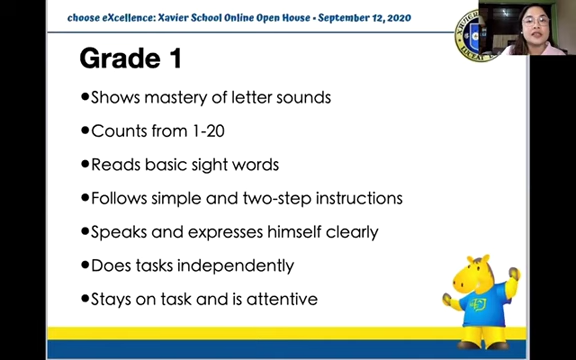 choose eXcellence: Xavier School Online Open House • September 12, 2020
Grade 1
•Shows mastery of letter sounds
•Counts from 1-20
•Reads basic sight words
•Follows simple and two-step instructions
•Speaks and expresses himself clearly
•Does tasks independently
•Stays on task and is attentive